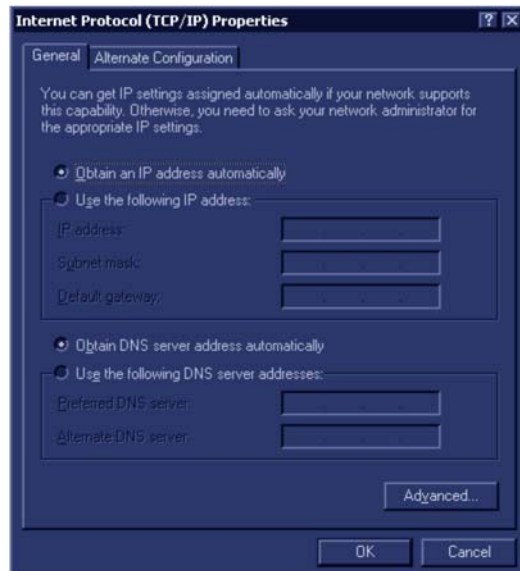 Internet Protocol (TCP/IP) Properties
General
Alternate Configuration
You can get IP settings assigned automatically if your network supports
this capability. Otherwise, you need to ask your network administrator for
the appropriate IP settings.
Obtain an IP address automatically
Use the following IP address:
IP address:
Subnet mask:
Default gateway:
Obtain DNS server address automatically
Use the following DNS server addresses:
Preferred DNS server:
Alternate DNS server:
Advanced...
OK
Cancel